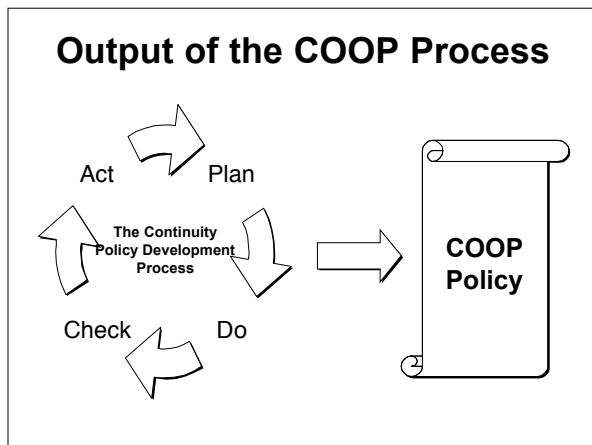 Output of the COOP Process
Act
Plan
The Continuity
Policy Development
Process
Check
Do
COOP
Policy